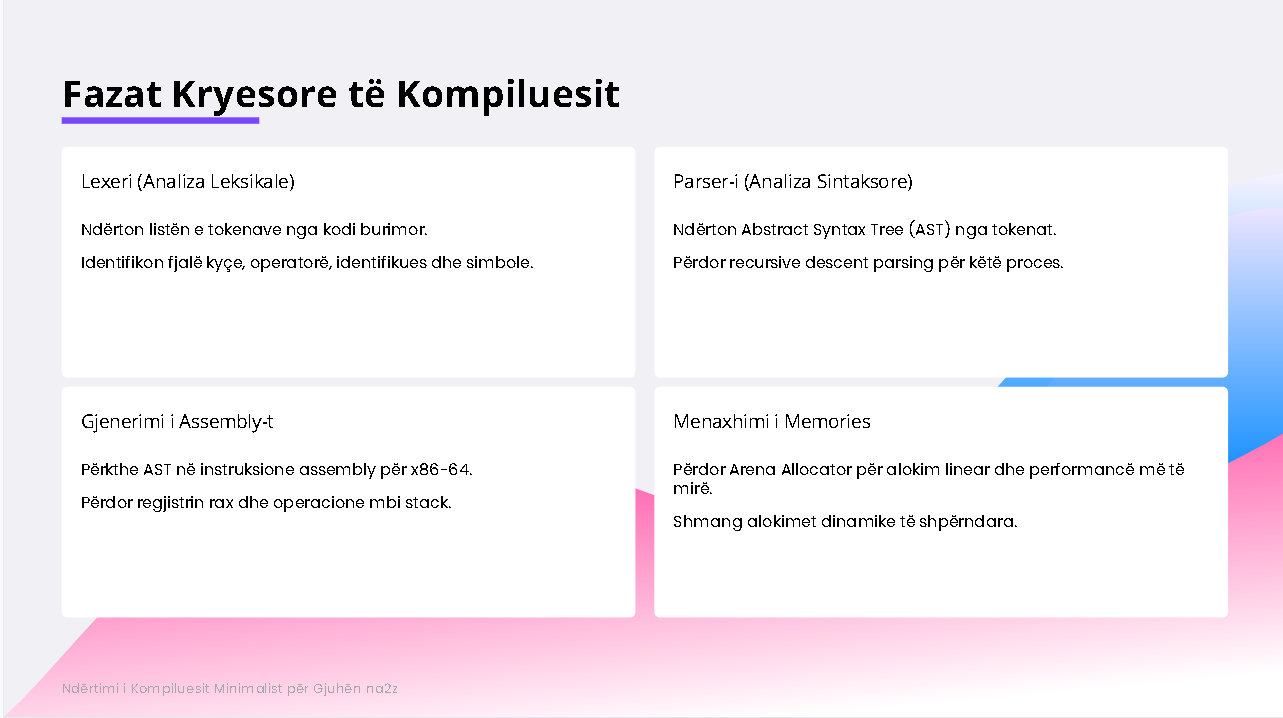 Fazat Kryesore të Kompiluesit
Lexeri (Analiza Leksikale)
Ndërton listën e tokenave nga kodi burimor.
Identifikon fjalë kyçe, operatorë, identifikues dhe simbole.
Parser-i (Analiza Sintaksore)
Ndërton Abstract Syntax Tree (AST) nga tokenat.
Përdor recursive descent parsing për këtë proces.
Gjenerimi i Assembly-t
Përkthe AST në instruksione assembly për x86-64.
Përdor regjistrin rax dhe operacione mbi stack.
Menaxhimi i Memories
Përdor Arena Allocator për alokim linear dhe performancë më të
mirë.
Shmang alokimet dinamike të shpërndara.
Ndërtimi i Kompiluesit Minimalist për Gjuhën na2z